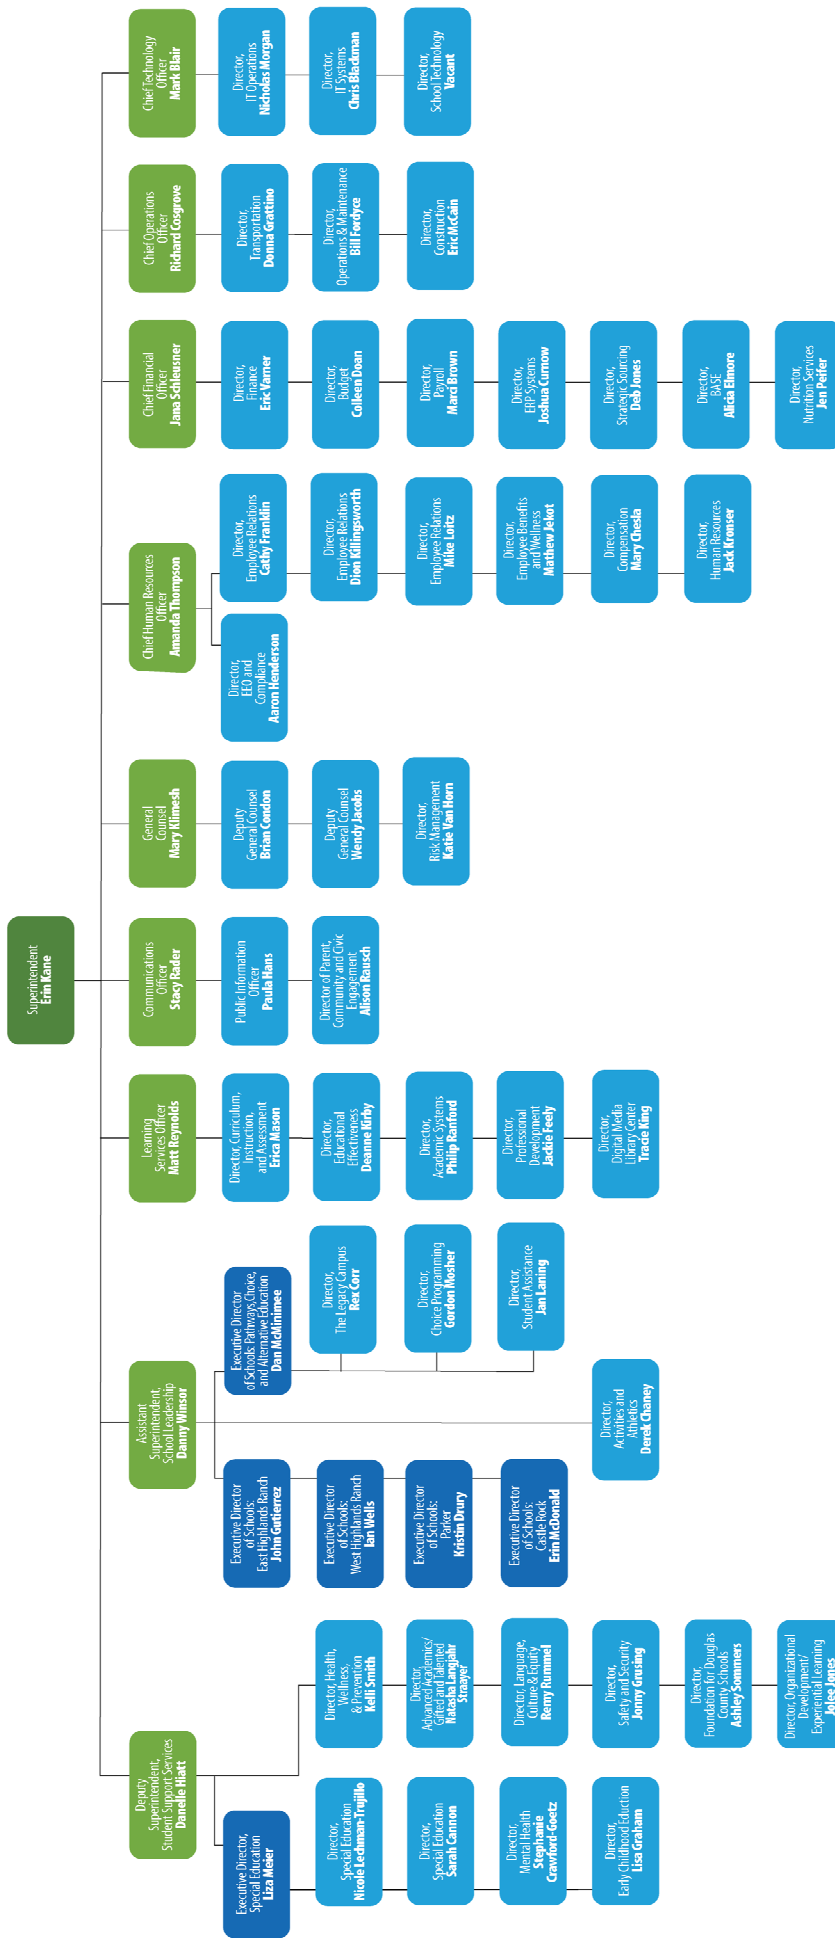 Superintendent
Erin Kane
Deputy
Superintendent,
Student Support Services
Danelle Hiatt
Executive Director,
Special Education
Liza Meier
Director,
Special Education
Nicole Lechman-Trujillo
Director,
Special Education
Sarah Cannon
Director,
Mental Health
Stephanie
Crawford-Goetz
Director,
Early Childhood Eduction
Lisa Graham
Director, Health,
Wellness,
& Prevention
Kelli Smith
Director,
Advanced Academics/
Gifted and Talented
Natasha Langjahr
Straayer
Director, Language,
Culture & Equity
Remy Rummel
Director,
Safety and Security
Jonny Grusing
Director,
Foundation for Douglas
County Schools
Ashley Sommers
Director, Organizational
Development/
Experiential Learning
Jolee Jones
Assistant
Superintendent,
School Leadership
Danny Winsor
Executive Director
of Schools:
East Highlands Ranch
John Gutierrez
Executive Director
of Schools:
West Highlands Ranch
Ian Wells
Executive Director
of Schools:
Parker
Kristin Drury
Executive Director
of Schools:
Castle Rock
Erin McDonald
Executive Director
of Schools: Pathways,Choice,
and Alternative Education
Dan McMinimee
Director,
The Legacy Campus
Rex Corr
Director,
Choice Programming
Gordon Mosher
Director,
Student Assistance
Jan Laning
Director,
Activities and
Athletics
Derek Chaney
Learning
Services Officer
Matt Reynolds
Director, Curriculum,
Instruction,
and Assessment
Erica Mason
Director,
Educational
Effectiveness
Deanne Kirby
Director,
Academic Systems
Philip Ranford
Director,
Professional
Development
Jackie Feely
Director,
Digital Media
Library Center
Tracie King
Communications
Officer
Stacy Rader
Public Information
Officer
Paula Hans
Director of Parent,
Community and Civic
Engagement
Alison Rausch
General
Counsel
Mary Klimesh
Deputy
General Counsel
Brian Condon
Deputy
General Counsel
Wendy Jacobs
Director,
Risk Management
Katie Van Horn
Chief Human Resources
Officer
Amanda Thompson
Director,
EEO and
Compliance
Aaron Henderson
Director,
Employee Relations
Cathy Franklin
Director,
Employee Relations
Dion Killingsworth
Director,
Employee Relations
Mike Loitz
Director,
Employee Benefits
and Wellness
Mathew Jekot
Director,
Compensation
Mary Chesla
Director,
Human Resources
Jack Kronser
Chief Financial
Officer
Jana Schleusner
Director,
Finance
Eric Varner
Director,
Budget
Colleen Doan
Director,
Payroll
Marci Brown
Director,
ERP Systems
Joshua Curnow
Director,
Strategic Sourcing
Deb Jones
Director,
BASE
Alicia Elmore
Director,
Nutrition Services
Jen Peifer
Chief Operations
Officer
Richard Cosgrove
Director,
Transportation
Donna Grattino
Director,
Operations & Maintenance
Bill Fordyce
Director,
Construction
Eric McCain
Chief Technology
Officer
Mark Blair
Director,
IT Operations
Nicholas Morgan
Director,
IT Systems
Chris Blackman
Director,
School Technology
Vacant